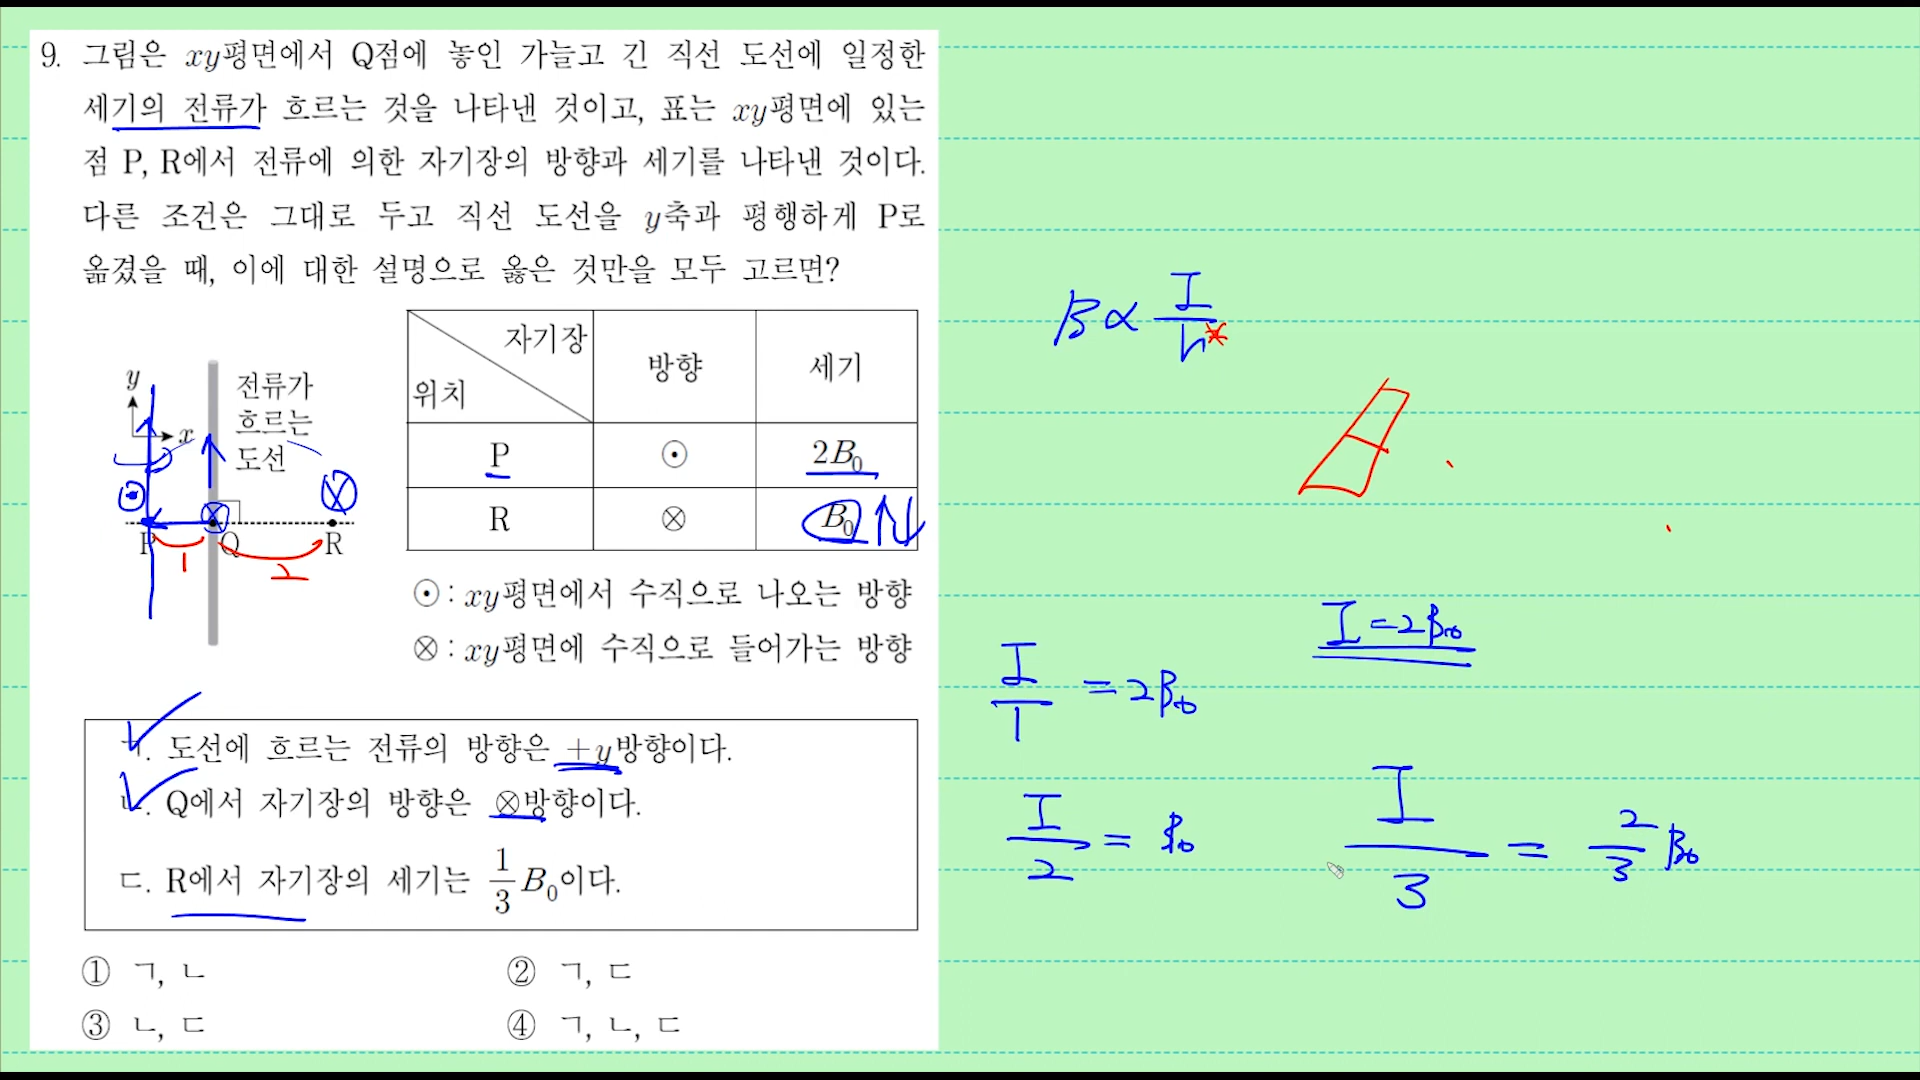 9. 그림은 xy평면에서 Q점에 놓인 가늘고 긴 직선 도선에 일정한
세기의 전류가 흐르는 것을 나타낸 것이고, 표는 xy평면에 있는
점 P, R에서 전류에 의한 자기장의 방향과 세기를 나타낸 것이다.
다른 조건은 그대로 두고 직선 도선을 y축과 평행하게 P로
옮겼을 때, 이에 대한 설명으로 옳은 것만을 모두 고르면?
y
x
전류가
흐르는
도선
P Q R
1 2
자기장
위치
방향 세기
P ⊙ 2B₀
R ⊗ B₀
⊙ : xy평면에서 수직으로 나오는 방향
⊗ : xy평면에 수직으로 들어가는 방향
ㄱ. 도선에 흐르는 전류의 방향은 +y방향이다.
ㄴ. Q에서 자기장의 방향은 ⊗방향이다.
ㄷ. R에서 자기장의 세기는 1/3 B₀이다.
① ㄱ, ㄴ
② ㄱ, ㄷ
③ ㄴ, ㄷ
④ ㄱ, ㄴ, ㄷ
B ∝ I/r
I = 2B₀
I/1 = 2B₀
I/2 = B₀
I/3 = 2/3 B₀